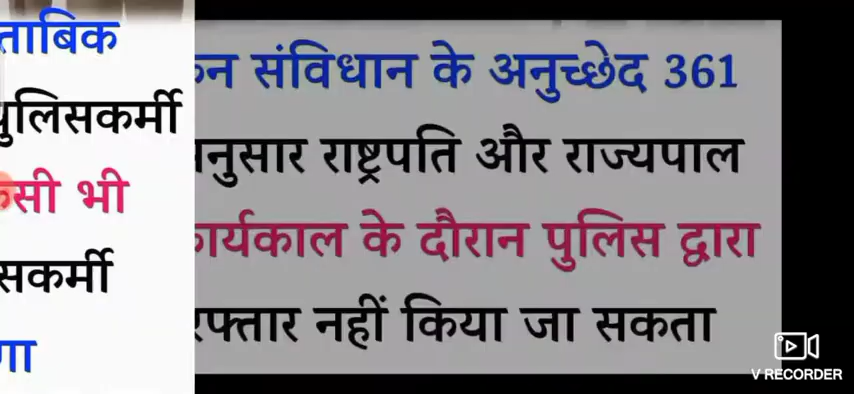 ताबिक
पुलिसकर्मी
सी भी
सकर्मी
गा
न संविधान के अनुच्छेद 361
नुसार राष्ट्रपति और राज्यपाल
कार्यकाल के दौरान पुलिस द्वारा
रफ्तार नहीं किया जा सकता
V RECORDER